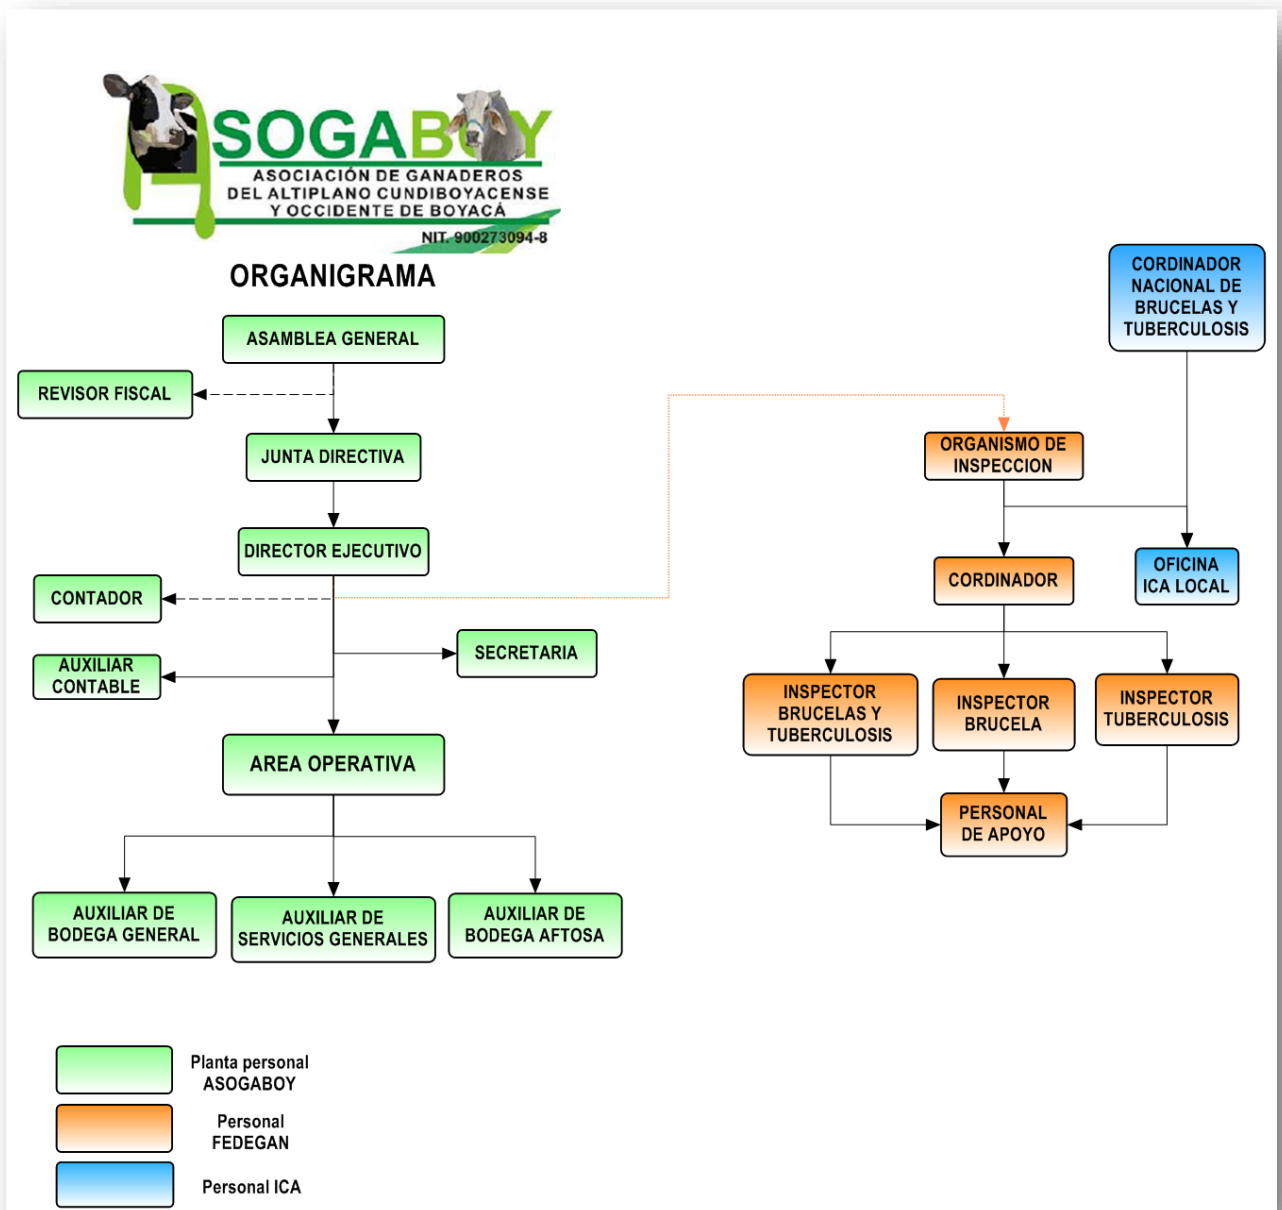 ASOGABOY
ASOCIACIÓN DE GANADEROS
DEL ALTIPLANO CUNDIBOYACENSE
Y OCCIDENTE DE BOYACÁ
NIT. 900273094-8
ORGANIGRAMA
ASAMBLEA GENERAL
REVISOR FISCAL
JUNTA DIRECTIVA
DIRECTOR EJECUTIVO
CONTADOR
SECRETARIA
AUXILIAR
CONTABLE
AREA OPERATIVA
AUXILIAR DE
BODEGA GENERAL
AUXILIAR DE
SERVICIOS GENERALES
AUXILIAR DE
BODEGA AFTOSA
CORDINADOR
NACIONAL DE
BRUCELAS Y
TUBERCULOSIS
ORGANISMO DE
INSPECCION
CORDINADOR
OFICINA
ICA LOCAL
INSPECTOR
BRUCELAS Y
TUBERCULOSIS
INSPECTOR
BRUCELA
INSPECTOR
TUBERCULOSIS
PERSONAL
DE APOYO
Planta personal
ASOGABOY
Personal
FEDEGAN
Personal ICA